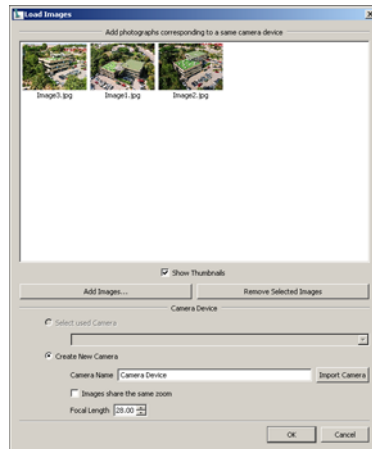 Load Images
Add photographs corresponding to a same camera device
Image3.jpg Image1.jpg Image2.jpg
Show Thumbnails
Add Images... Remove Selected Images
Camera Device
Select used Camera
Create New Camera
Camera Name Camera Device Import Camera
Images share the same zoom
Focal Length 28.00
OK Cancel